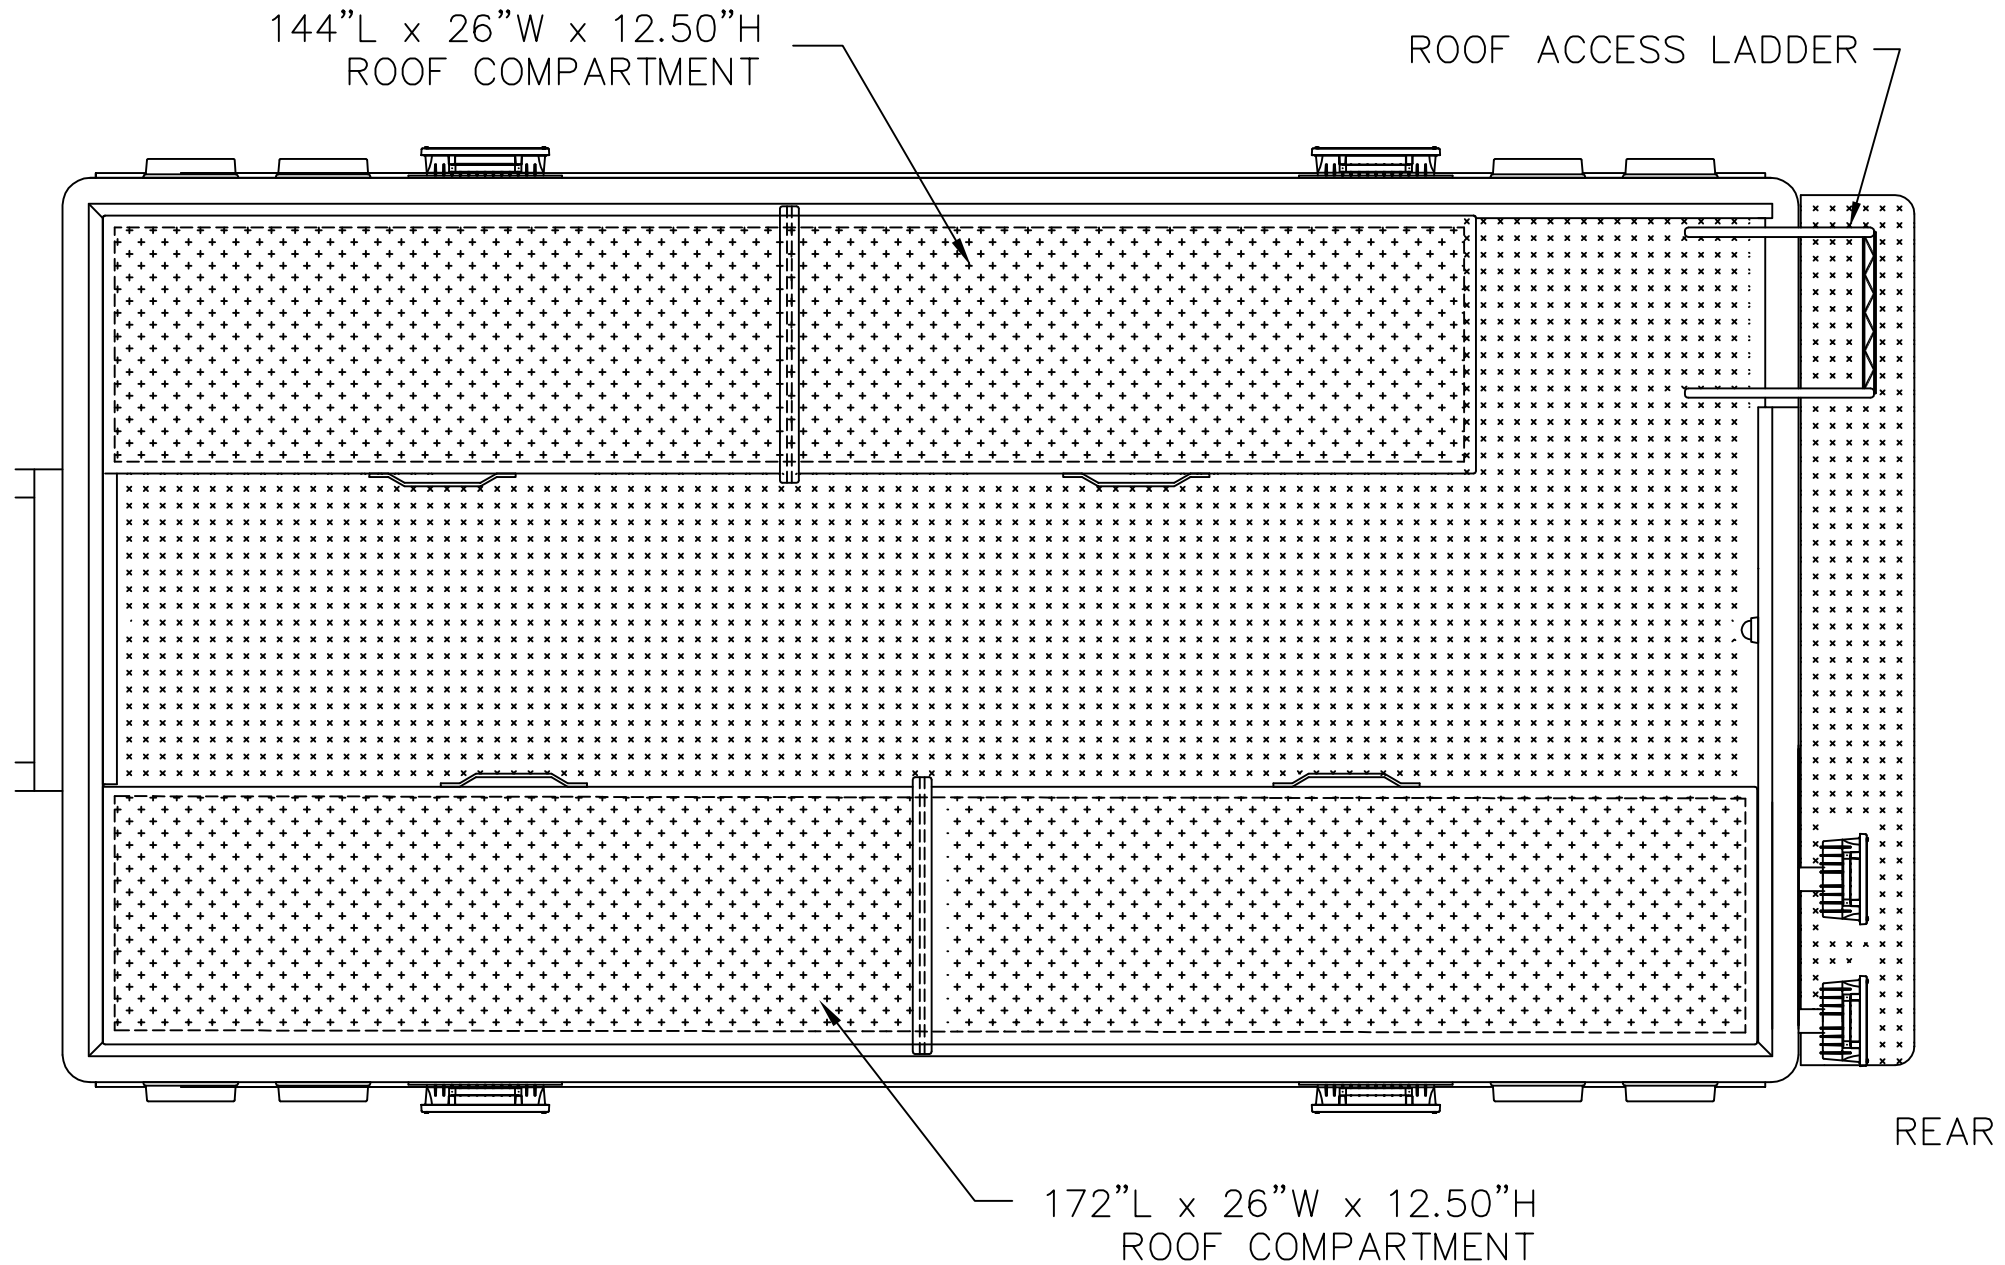 144”L x 26”W x 12.50”H
ROOF COMPARTMENT
ROOF ACCESS LADDER
REAR
172”L x 26”W x 12.50”H
ROOF COMPARTMENT